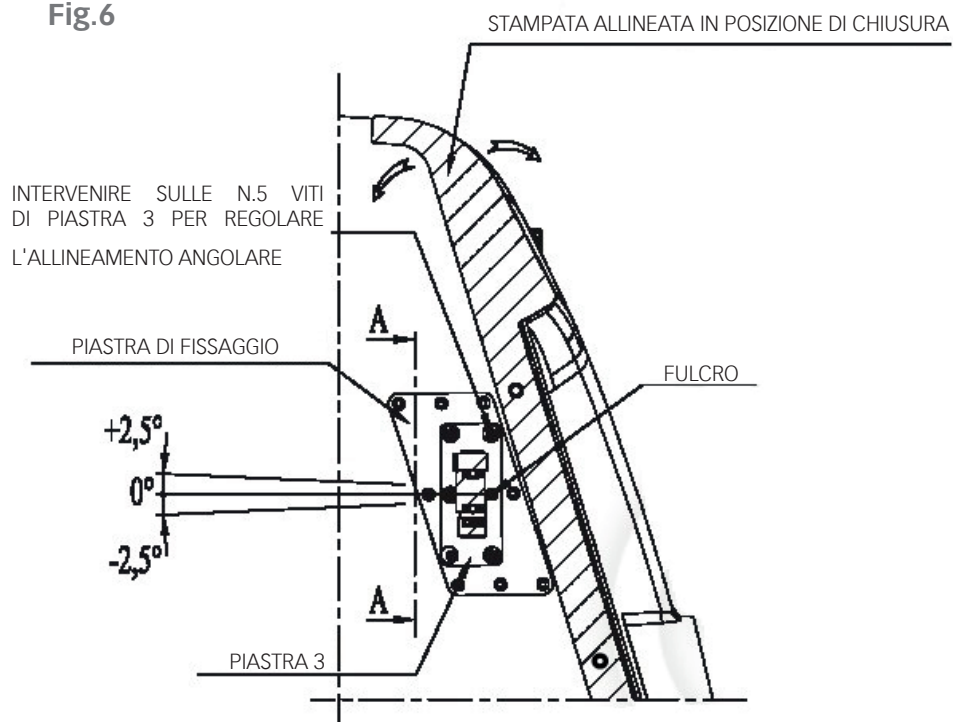 Fig.6
STAMPATA ALLINEATA IN POSIZIONE DI CHIUSURA
INTERVENIRE SULLE N.5 VITI
DI PIASTRA 3 PER REGOLARE
L'ALLINEAMENTO ANGOLARE
A
PIASTRA DI FISSAGGIO
FULCRO
+2,5°
0°
-2,5°
A
PIASTRA 3